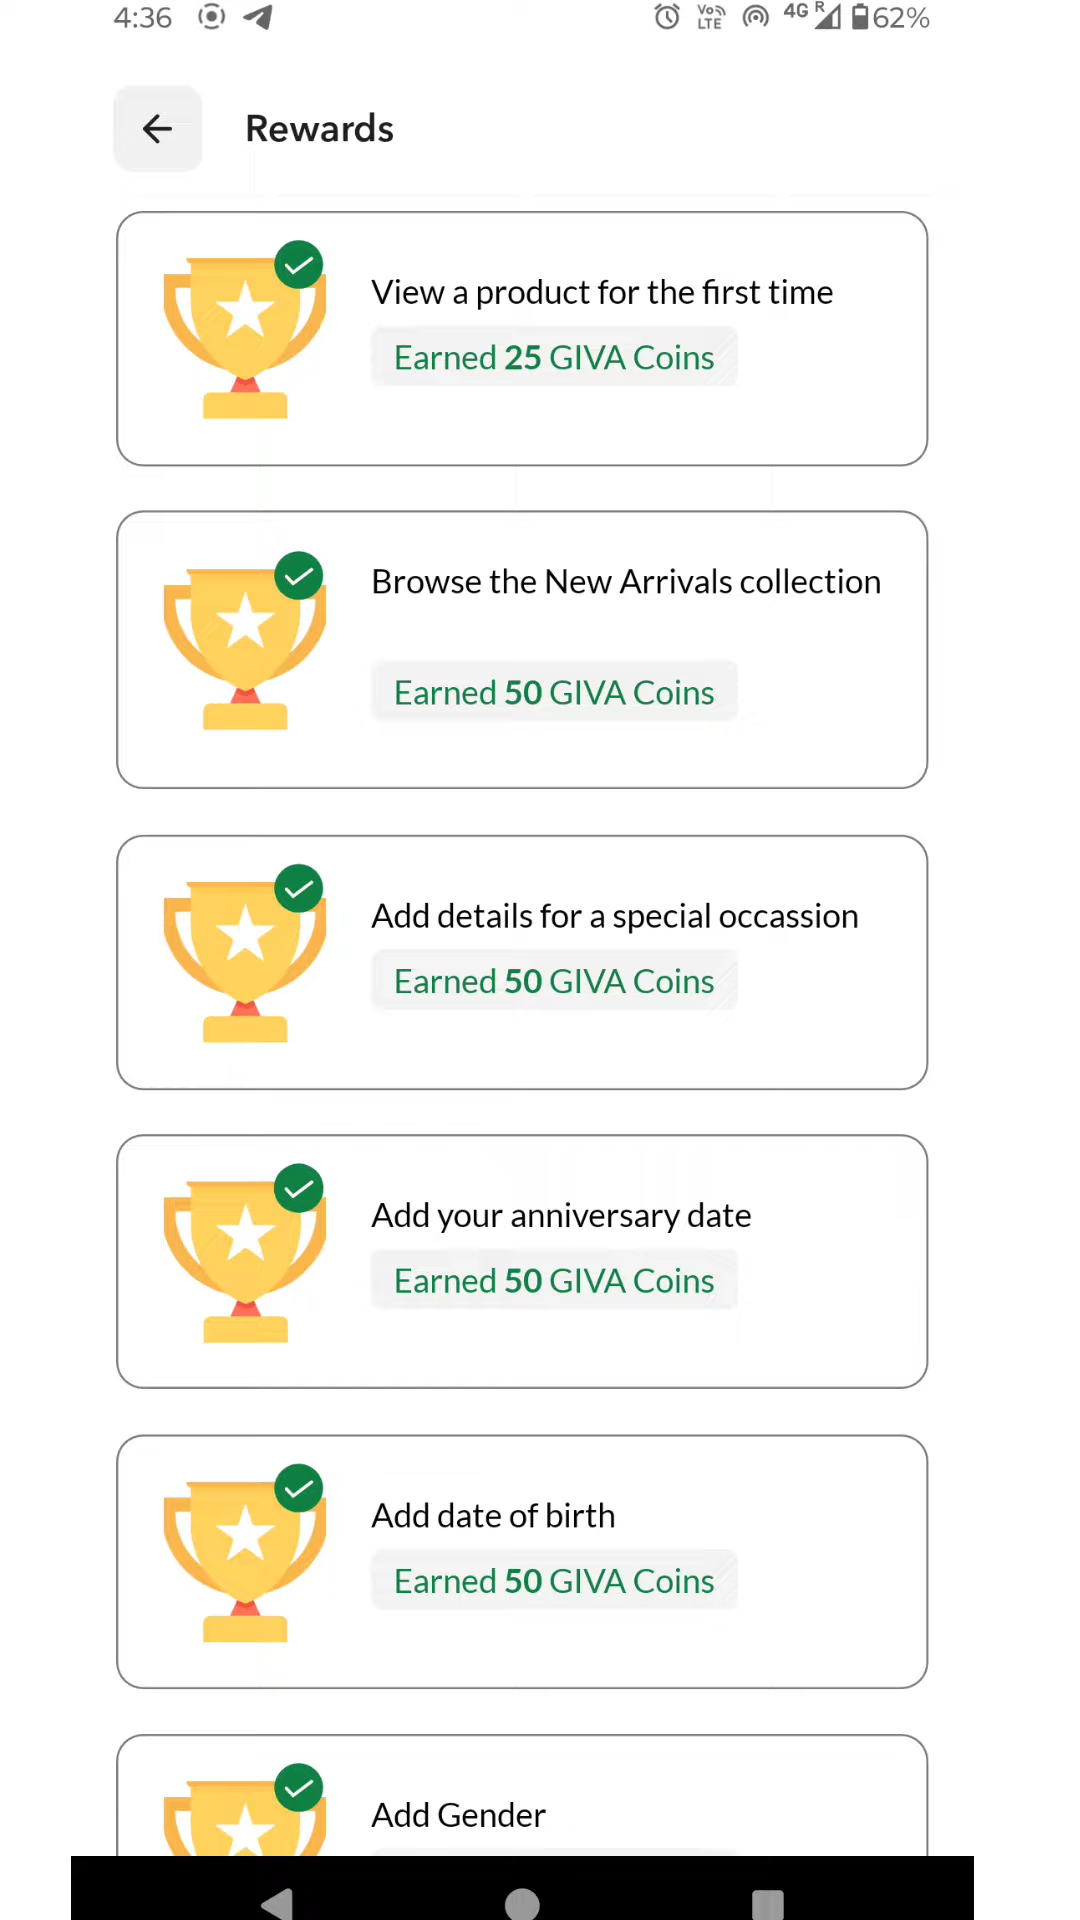 4:36
Vo))
LTE
4G R
62%
Rewards
View a product for the first time
Earned 25 GIVA Coins
Browse the New Arrivals collection
Earned 50 GIVA Coins
Add details for a special occassion
Earned 50 GIVA Coins
Add your anniversary date
Earned 50 GIVA Coins
Add date of birth
Earned 50 GIVA Coins
Add Gender